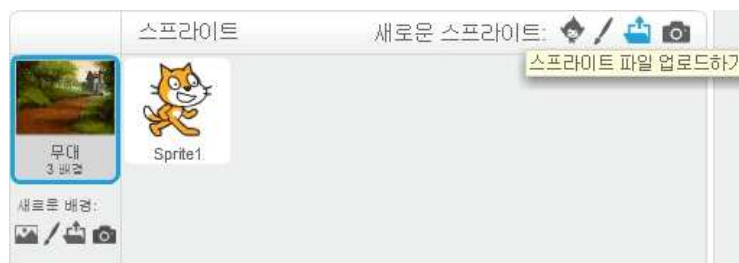 스프라이트
새로운 스프라이트:
스프라이트 파일 업로드하기
무대
3 배경
Sprite1
새로운 배경: